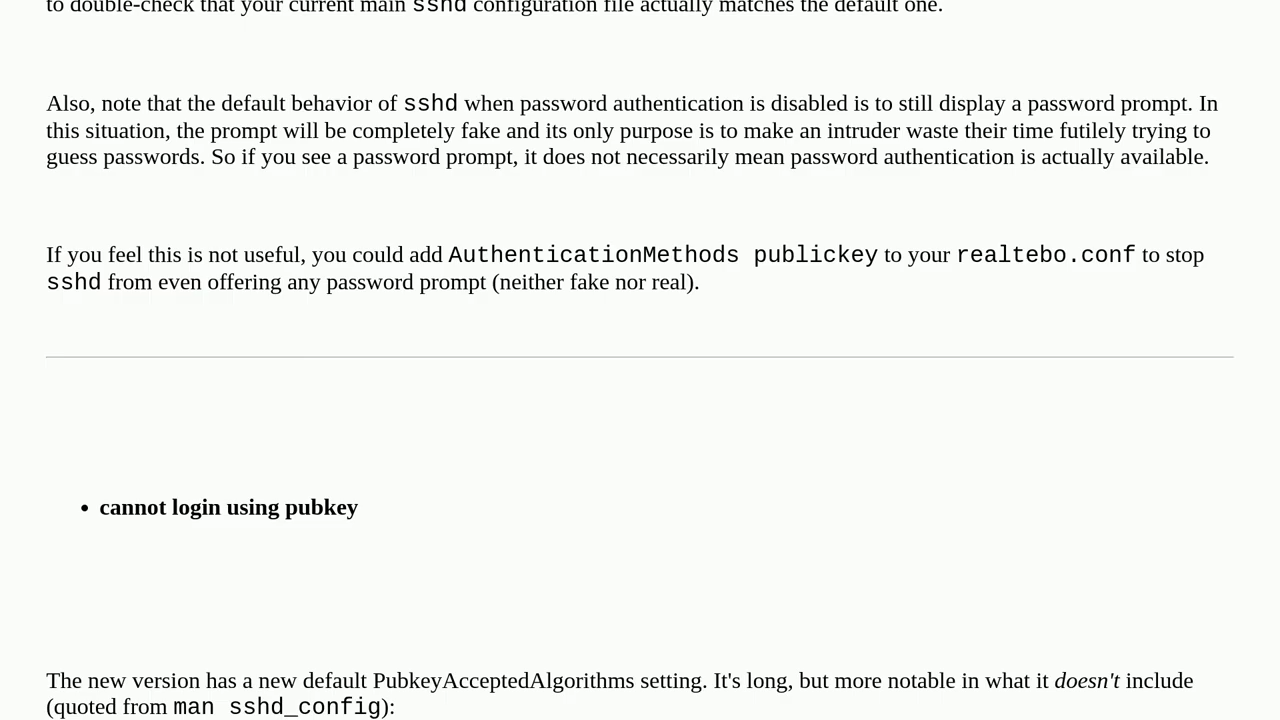 to double-check that your current main sshd configuration file actually matches the default one.
Also, note that the default behavior of sshd when password authentication is disabled is to still display a password prompt. In
this situation, the prompt will be completely fake and its only purpose is to make an intruder waste their time futilely trying to
guess passwords. So if you see a password prompt, it does not necessarily mean password authentication is actually available.
If you feel this is not useful, you could add AuthenticationMethods publickey to your realtebo.conf to stop
sshd from even offering any password prompt (neither fake nor real).
• cannot login using pubkey
The new version has a new default PubkeyAcceptedAlgorithms setting. It's long, but more notable in what it doesn't include
(quoted from man sshd_config):